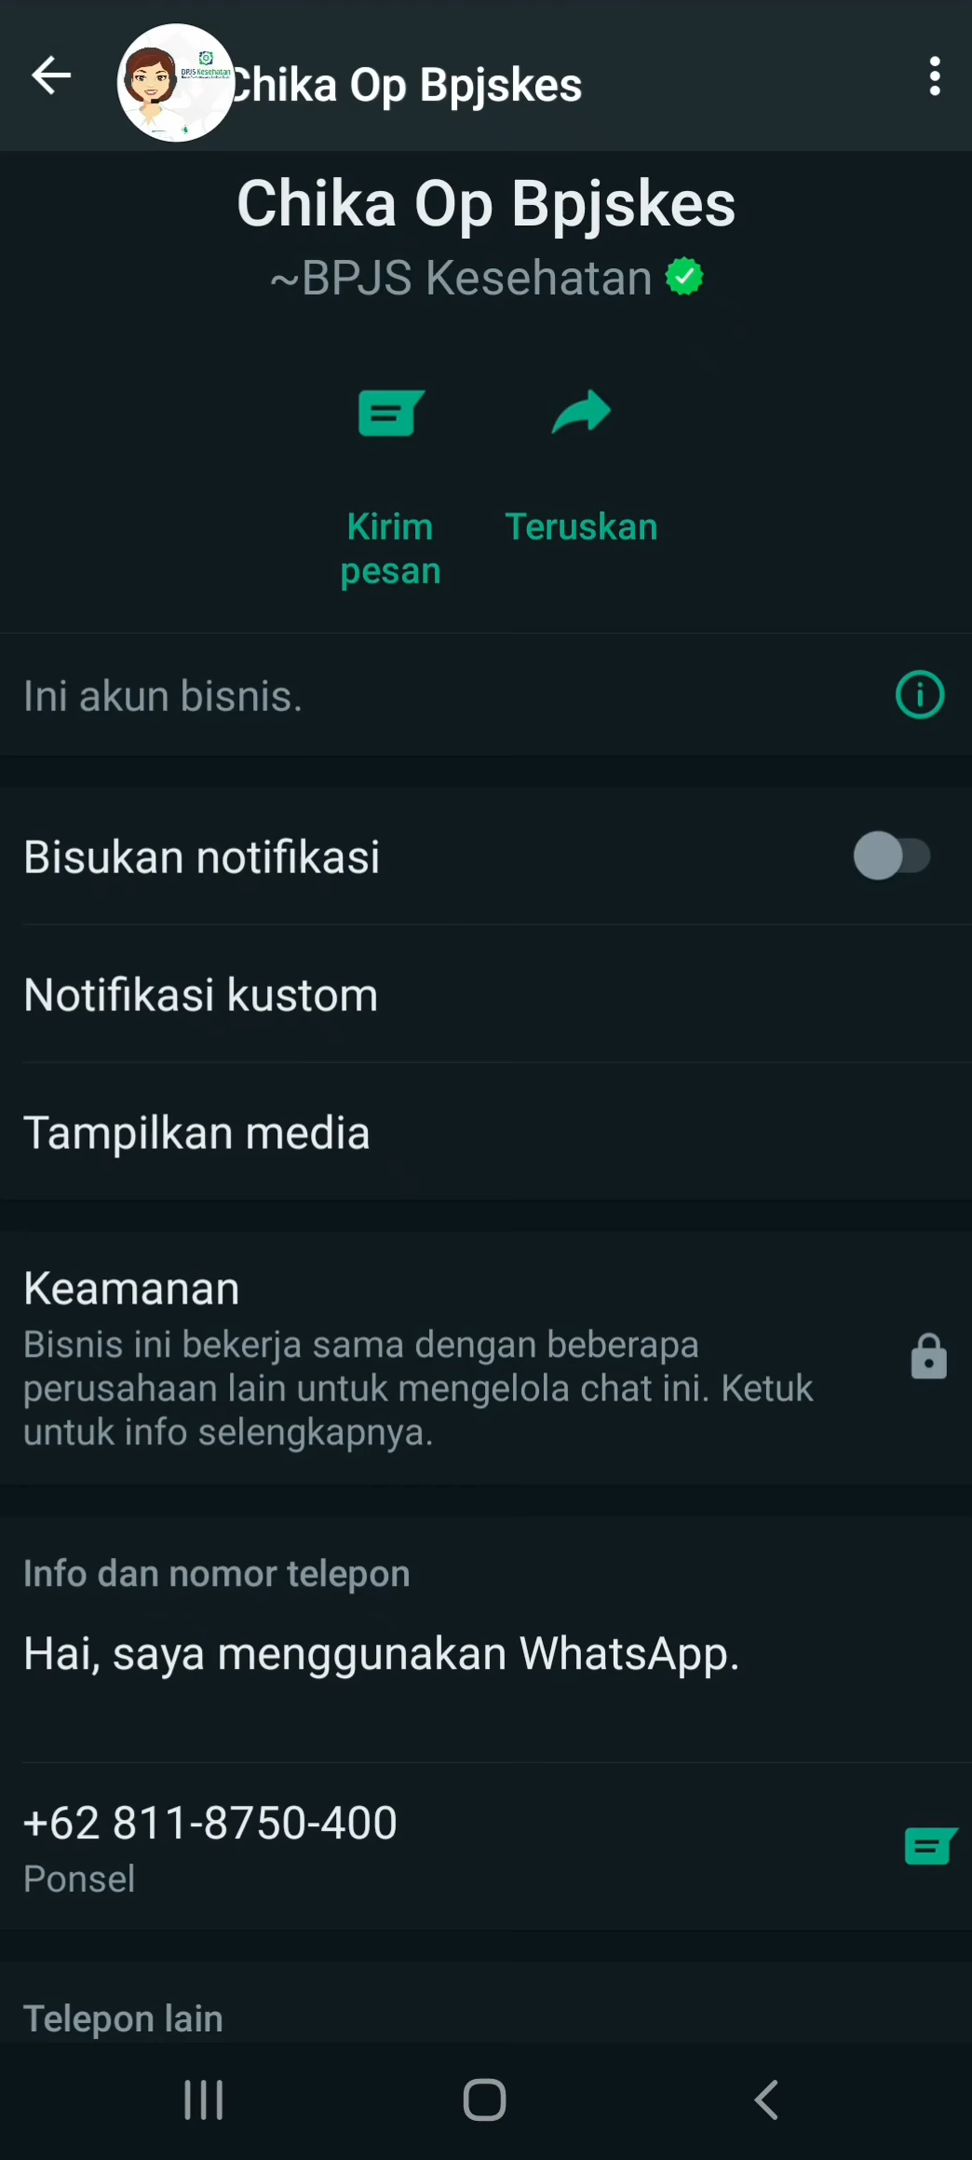 BPJS Kesehatan
Chika Op Bpjskes
Chika Op Bpjskes
~BPJS Kesehatan
Kirim
pesan
Teruskan
Ini akun bisnis.
Bisukan notifikasi
Notifikasi kustom
Tampilkan media
Keamanan
Bisnis ini bekerja sama dengan beberapa
perusahaan lain untuk mengelola chat ini. Ketuk
untuk info selengkapnya.
Info dan nomor telepon
Hai, saya menggunakan WhatsApp.
+62 811-8750-400
Ponsel
Telepon lain